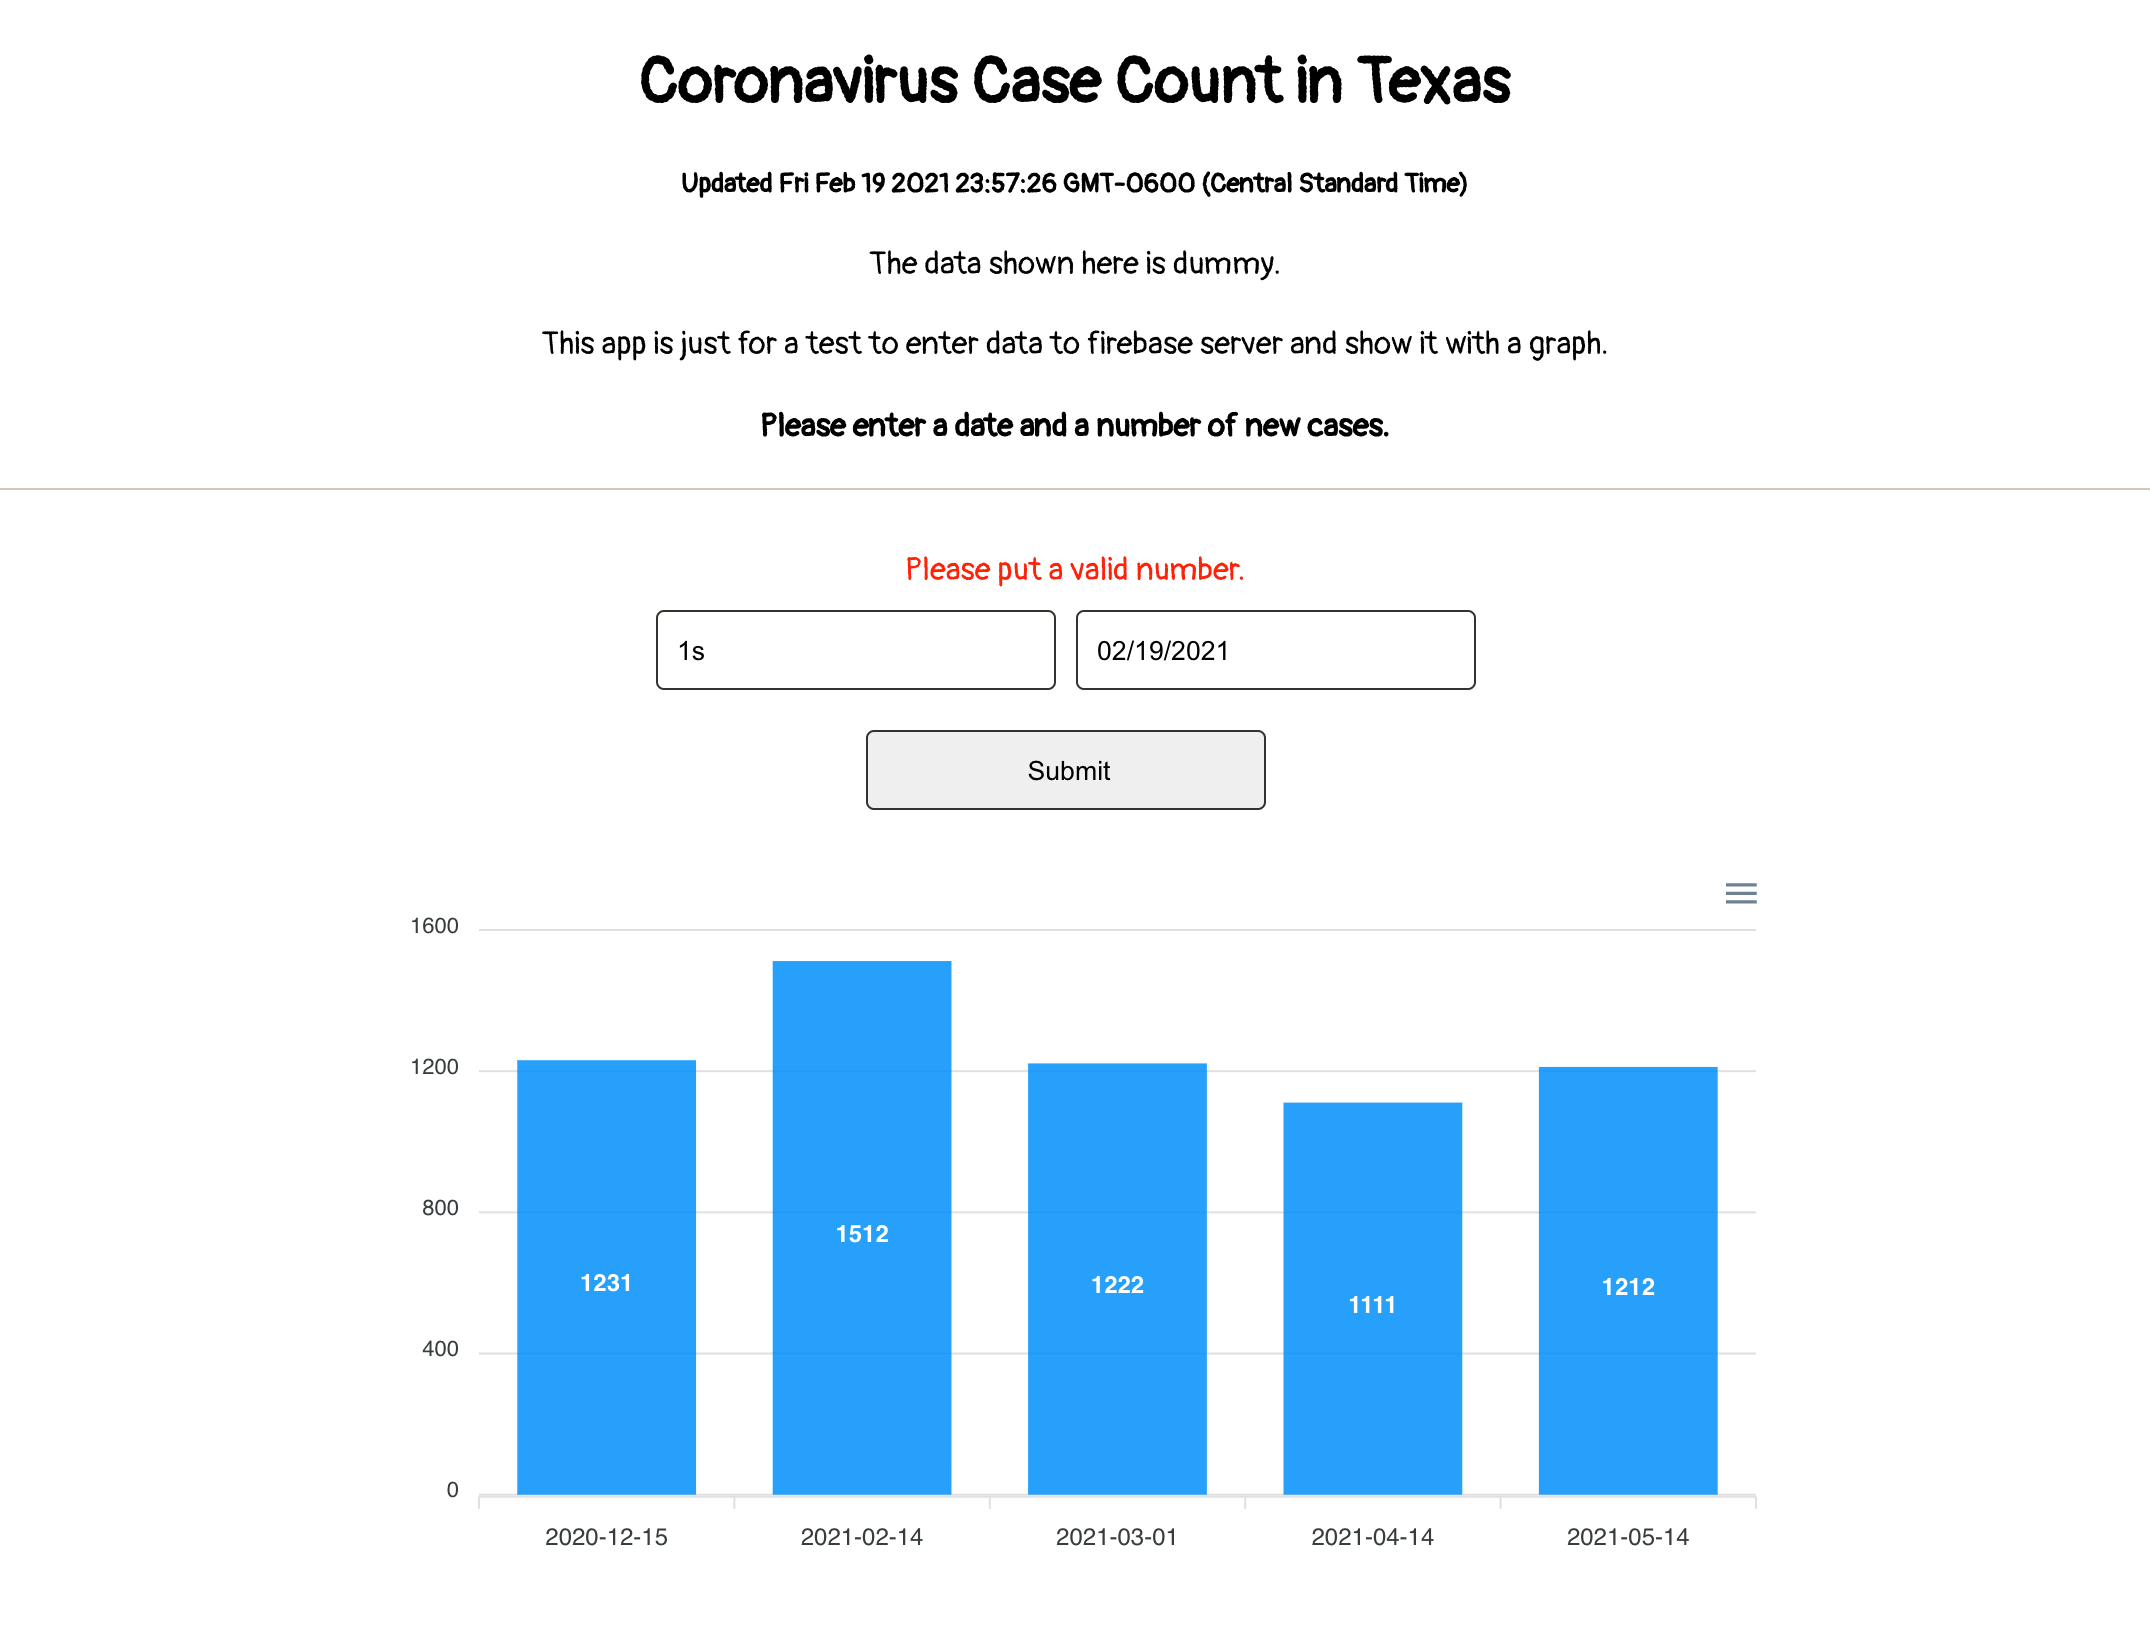 Coronavirus Case Count in Texas
Updated Fri Feb 19 2021 23:57:26 GMT-0600 (Central Standard Time)
The data shown here is dummy.
This app is just for a test to enter data to firebase server and show it with a graph.
Please enter a date and a number of new cases.
Please put a valid number.
1s 02/19/2021
Submit
1600
1200
800
400
0
1231 1512 1222 1111 1212
2020-12-15 2021-02-14 2021-03-01 2021-04-14 2021-05-14